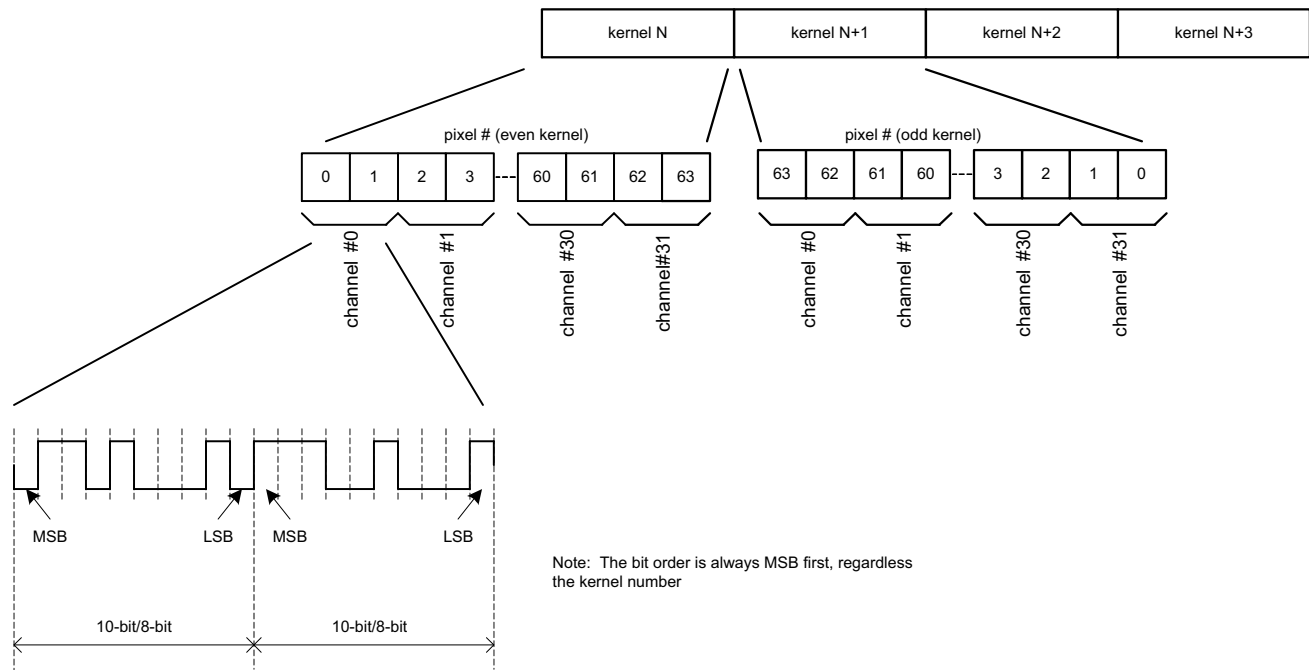 kernel N kernel N+1 kernel N+2 kernel N+3
pixel # (even kernel) pixel # (odd kernel)
0 1 2 3 60 61 62 63 63 62 61 60 3 2 1 0
channel #0 channel #1 channel #30 channel#31 channel #0 channel #1 channel #30 channel #31
MSB LSB MSB LSB
Note: The bit order is always MSB first, regardless
the kernel number
10-bit/8-bit 10-bit/8-bit